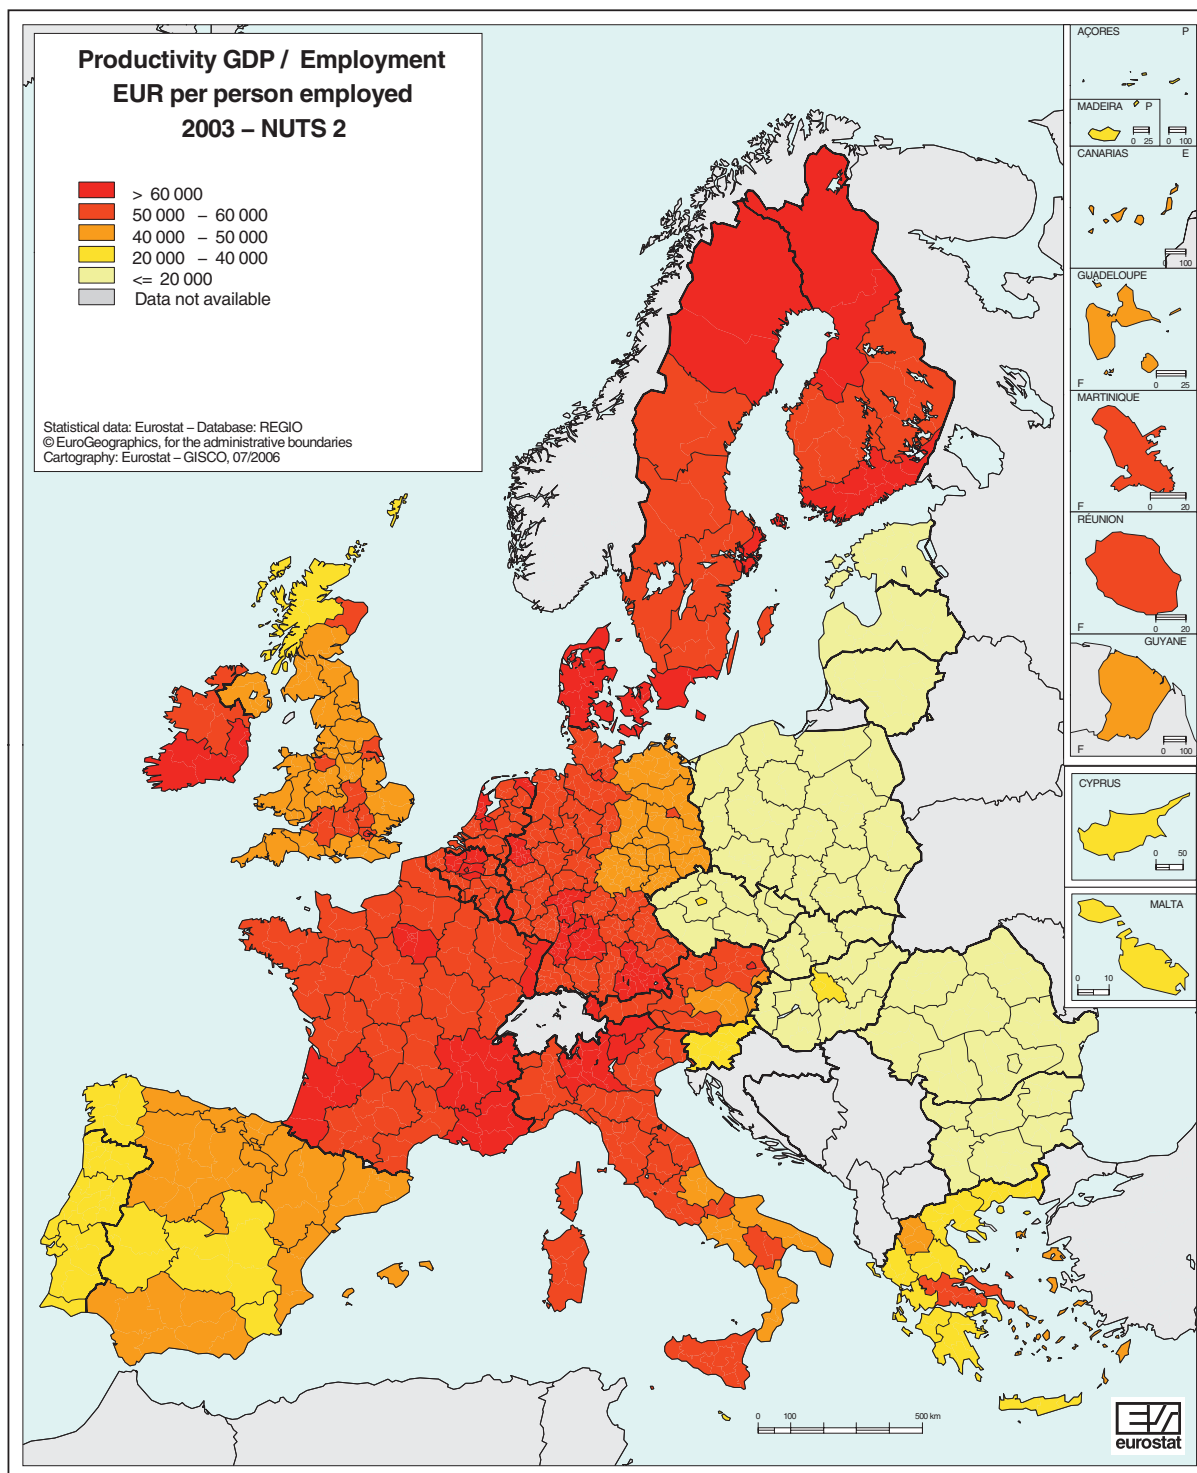 Productivity GDP / Employment
EUR per person employed
2003 – NUTS 2
> 60 000
50 000 – 60 000
40 000 – 50 000
20 000 – 40 000
<= 20 000
Data not available
Statistical data: Eurostat – Database: REGIO
© EuroGeographics, for the administrative boundaries
Cartography: Eurostat – GISCO, 07/2006
AÇORES P
MADEIRA P
0 25
0 100
CANARIAS E
0 100
GUADELOUPE
F
0 25
MARTINIQUE
F
0 20
RÉUNION
F
0 20
GUYANE
F
0 100
CYPRUS
0 50
MALTA
0 10
0 100 500 km
eurostat